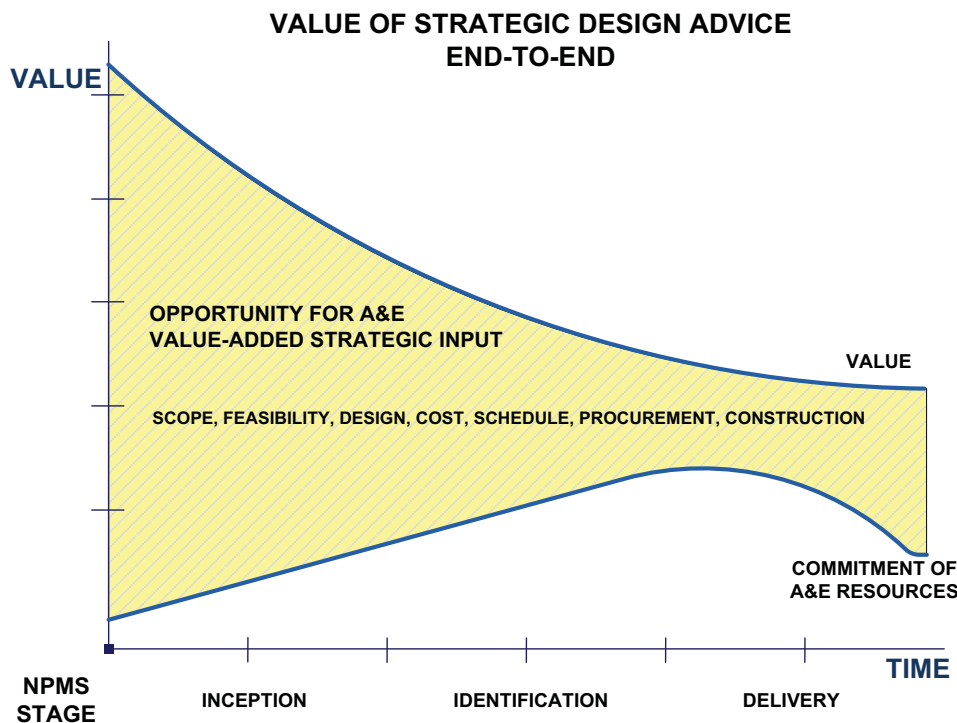 VALUE OF STRATEGIC DESIGN ADVICE
END-TO-END
VALUE
OPPORTUNITY FOR A&E
VALUE-ADDED STRATEGIC INPUT
VALUE
SCOPE, FEASIBILITY, DESIGN, COST, SCHEDULE, PROCUREMENT, CONSTRUCTION
COMMITMENT OF
A&E RESOURCES
TIME
NPMS
STAGE
INCEPTION
IDENTIFICATION
DELIVERY